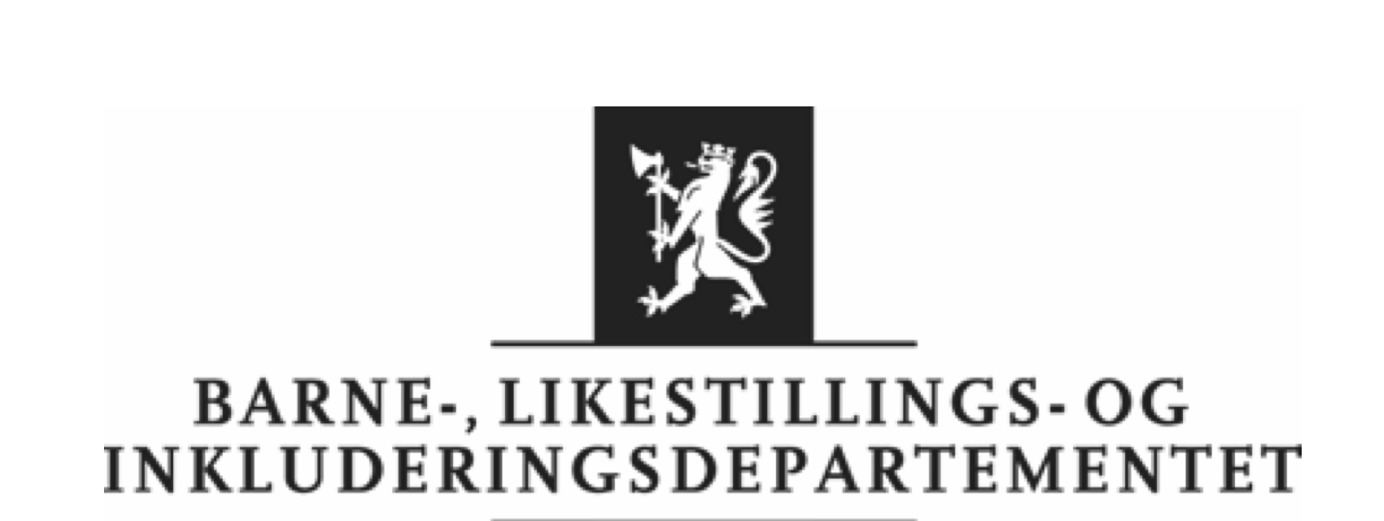 BARNE-, LIKESTILLINGS- OG
INKLUDERINGSDEPARTEMENTET